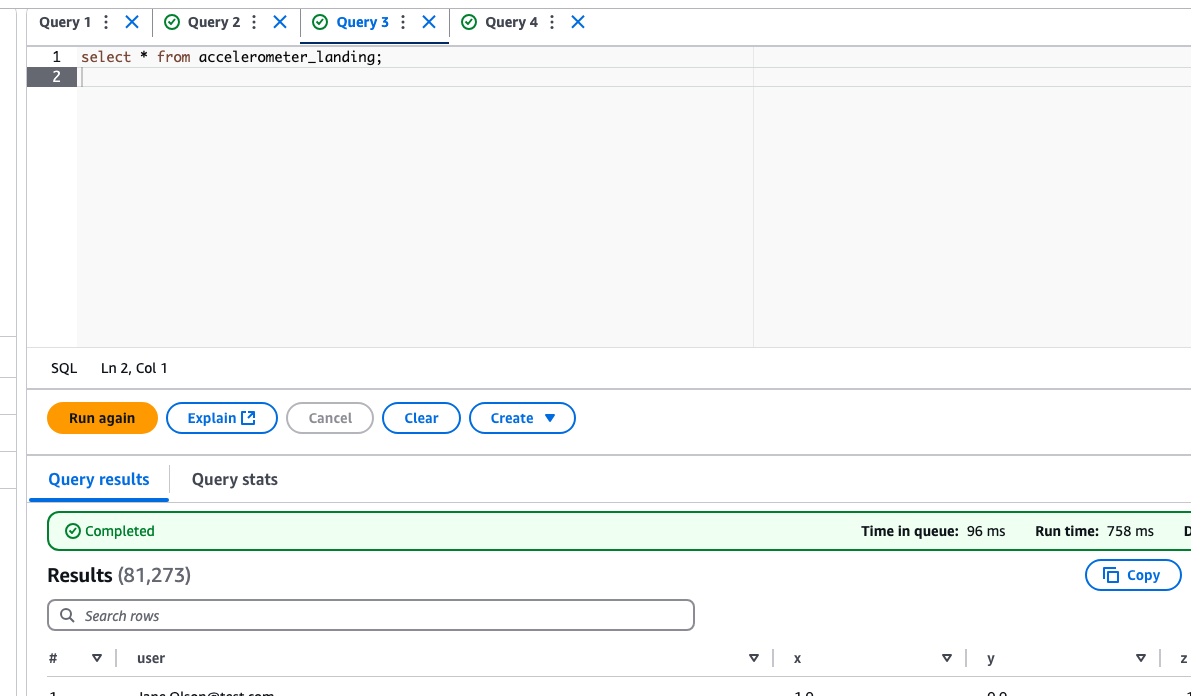 Query 1 Query 2 Query 3 Query 4
1 select * from accelerometer_landing;
2
SQL Ln 2, Col 1
Run again Explain Cancel Clear Create
Query results Query stats
Completed Time in queue: 96 ms Run time: 758 ms
Results (81,273) Copy
Search rows
# user x y z